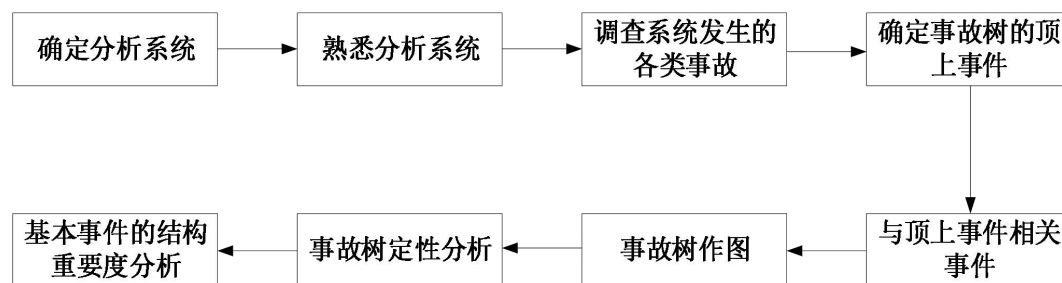 确定分析系统
熟悉分析系统
调查系统发生的
各类事故
确定事故树的顶
上事件
与顶上事件相关
事件
事故树作图
事故树定性分析
基本事件的结构
重要度分析